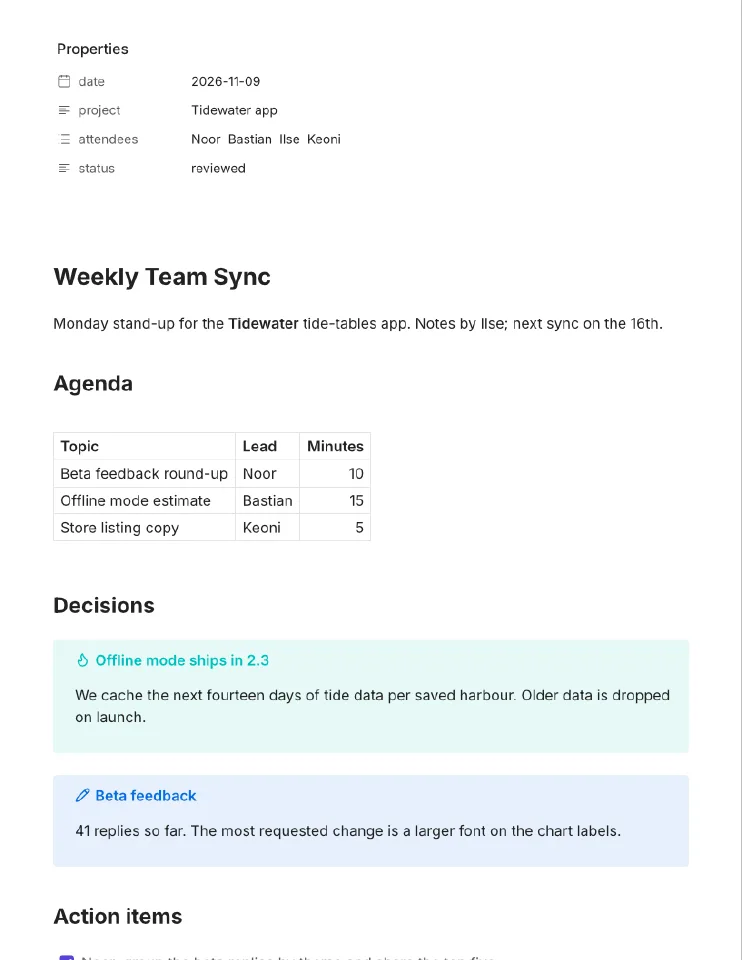 Properties
date 2026-11-09
project Tidewater app
attendees Noor Bastian Ilse Keoni
status reviewed
Weekly Team Sync
Monday stand-up for the Tidewater tide-tables app. Notes by Ilse; next sync on the 16th.
Agenda
Topic Lead Minutes
Beta feedback round-up Noor 10
Offline mode estimate Bastian 15
Store listing copy Keoni 5
Decisions
Offline mode ships in 2.3
We cache the next fourteen days of tide data per saved harbour. Older data is dropped
on launch.
Beta feedback
41 replies so far. The most requested change is a larger font on the chart labels.
Action items